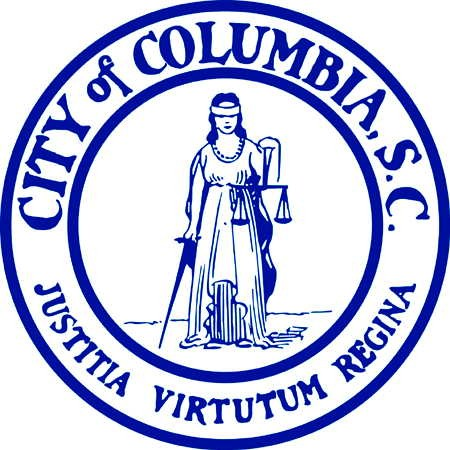 CITY of COLUMBIA, S.C.
JUSTITIA VIRTUTUM REGINA